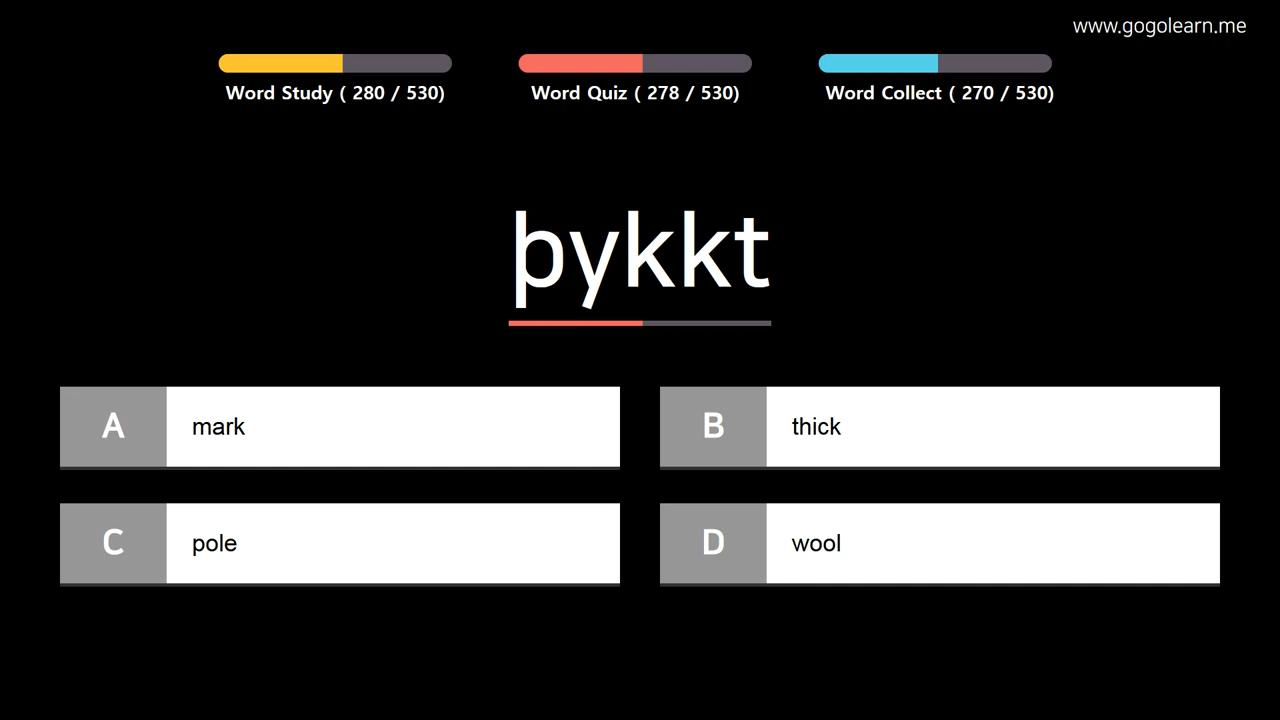 www.gogolearn.me
Word Study ( 280 / 530)
Word Quiz ( 278 / 530)
Word Collect ( 270 / 530)
þykkt
A mark
B thick
C pole
D wool